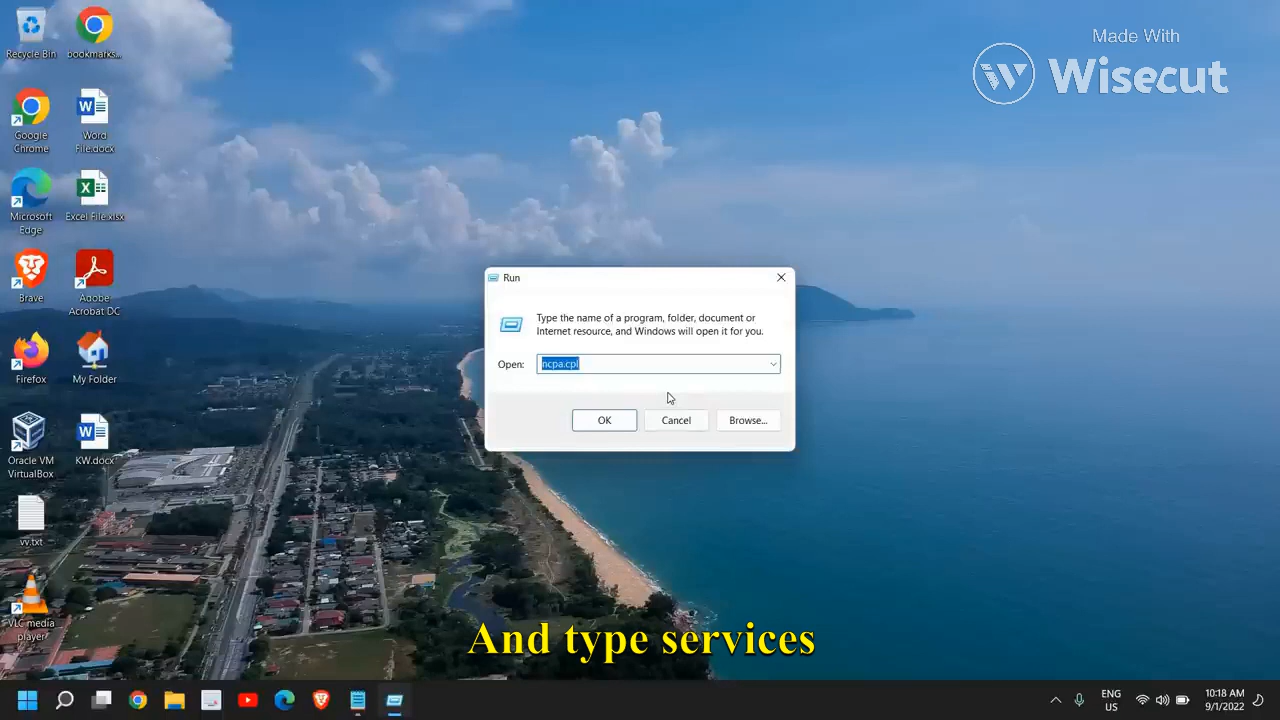 Recycle Bin
bookmarks...
Made With
Wisecut
Google
Chrome
Word
File.docx
Microsoft
Edge
Excel File.xlsx
Brave
Adobe
Acrobat DC
Firefox
My Folder
Oracle VM
VirtualBox
KW.docx
vv.txt
VLC media
player
Run
Type the name of a program, folder, document or
Internet resource, and Windows will open it for you.
Open:
ncpa.cpl
OK
Cancel
Browse...
And type services
ENG
US
10:18 AM
9/1/2022